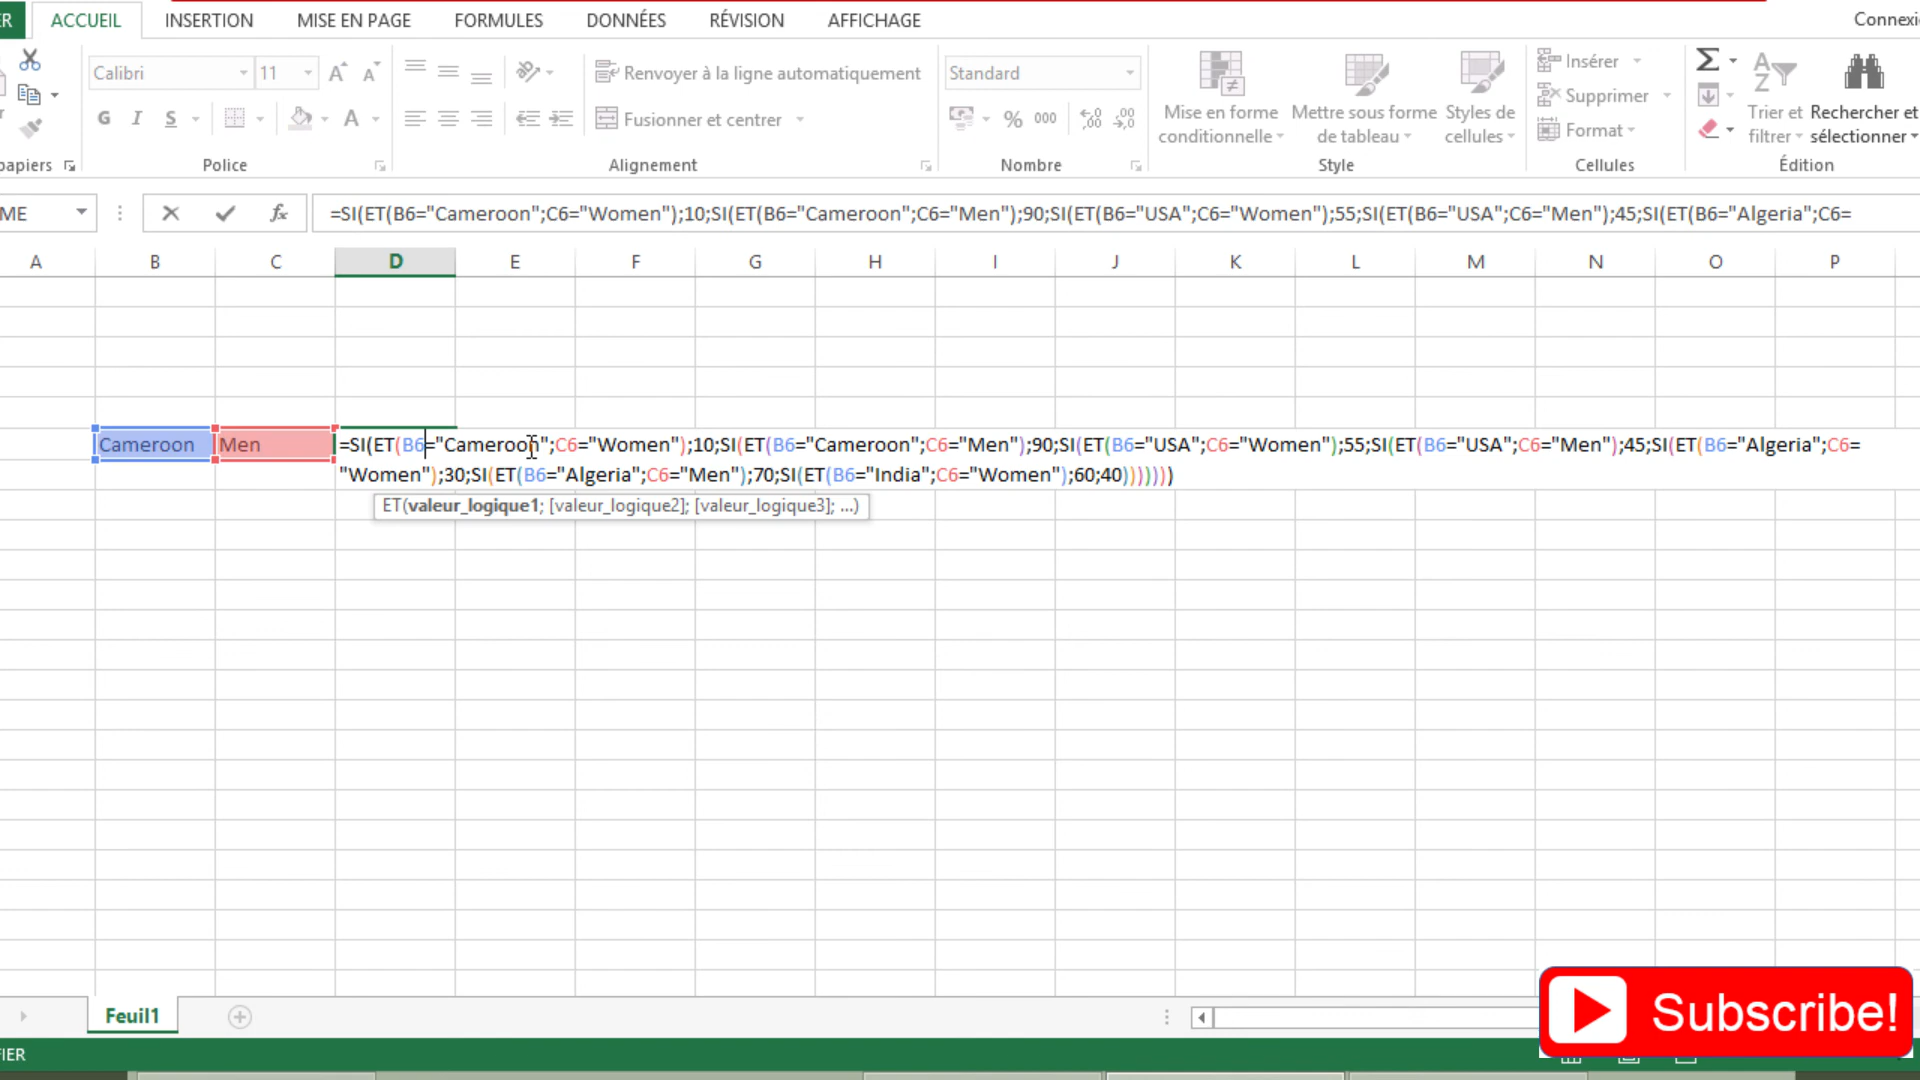 ER ACCUEIL INSERTION MISE EN PAGE FORMULES DONNÉES RÉVISION AFFICHAGE Connexi
Calibri 11 A A Renvoyer à la ligne automatiquement Standard Insérer
G I S A Fusionner et centrer % 000 Mise en forme conditionnelle Mettre sous forme de tableau Styles de cellules Supprimer Format Trier et filtrer Rechercher et sélectionner
papiers Police Alignement Nombre Style Cellules Édition
ME fx =SI(ET(B6="Cameroon";C6="Women");10;SI(ET(B6="Cameroon";C6="Men");90;SI(ET(B6="USA";C6="Women");55;SI(ET(B6="USA";C6="Men");45;SI(ET(B6="Algeria";C6=
A B C D E F G H I J K L M N O P
Cameroon Men =SI(ET(B6="Cameroon";C6="Women");10;SI(ET(B6="Cameroon";C6="Men");90;SI(ET(B6="USA";C6="Women");55;SI(ET(B6="USA";C6="Men");45;SI(ET(B6="Algeria";C6=
"Women");30;SI(ET(B6="Algeria";C6="Men");70;SI(ET(B6="India";C6="Women");60;40)))))))
ET(valeur_logique1; [valeur_logique2]; [valeur_logique3]; ...)
Feuil1
Subscribe!
FIER